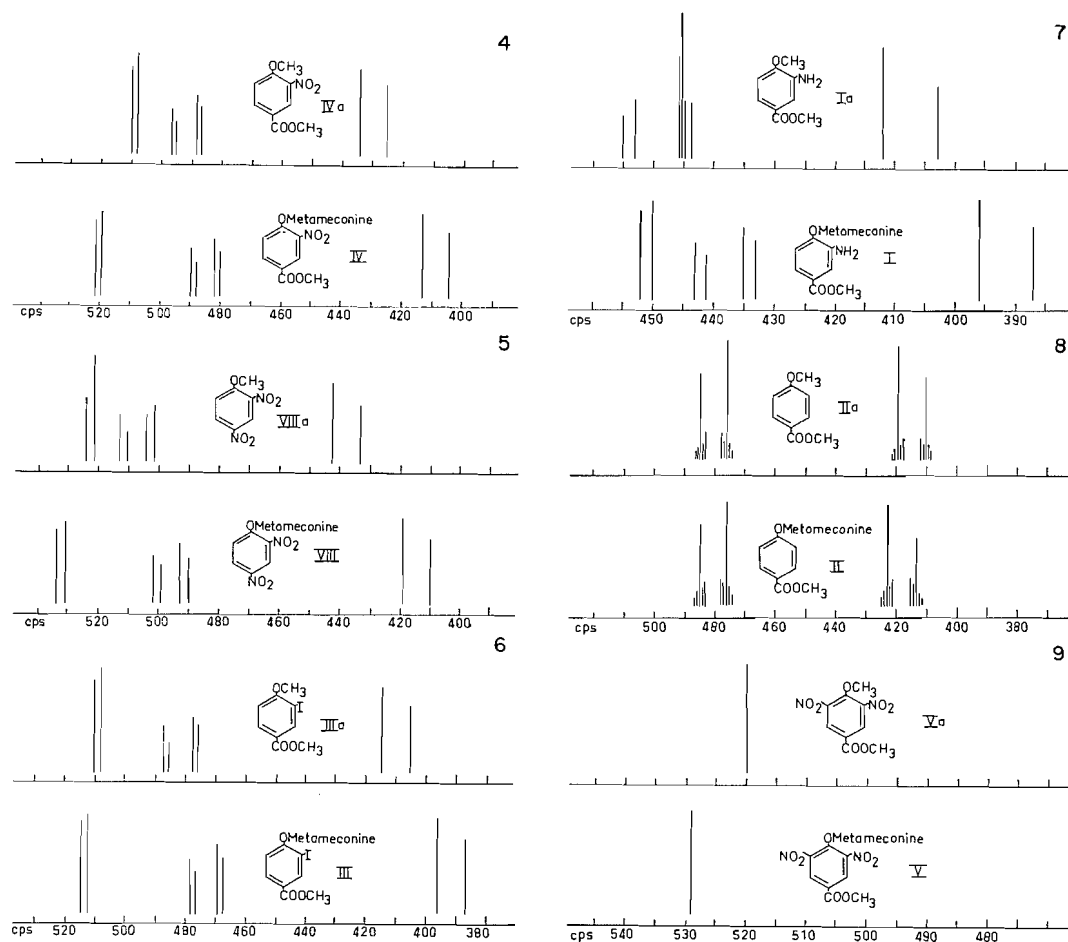 4
OCH3
NO2
IVa
COOCH3
OMetameconine
NO2
IV
COOCH3
cps 520 500 480 460 440 420 400
5
OCH3
NO2
VIIIa
NO2
OMetameconine
NO2
VIII
NO2
cps 520 500 480 460 440 420 400
6
OCH3
I
IIIa
COOCH3
OMetameconine
I
III
COOCH3
cps 520 500 480 460 440 420 400 380
7
OCH3
NH2
Ia
COOCH3
OMetameconine
NH2
I
COOCH3
cps 450 440 430 420 410 400 390
8
OCH3
IIa
COOCH3
OMetameconine
II
COOCH3
cps 500 480 460 440 420 400 380
9
OCH3
NO2 NO2
Va
COOCH3
OMetameconine
NO2 NO2
V
COOCH3
cps 540 530 520 510 500 490 480